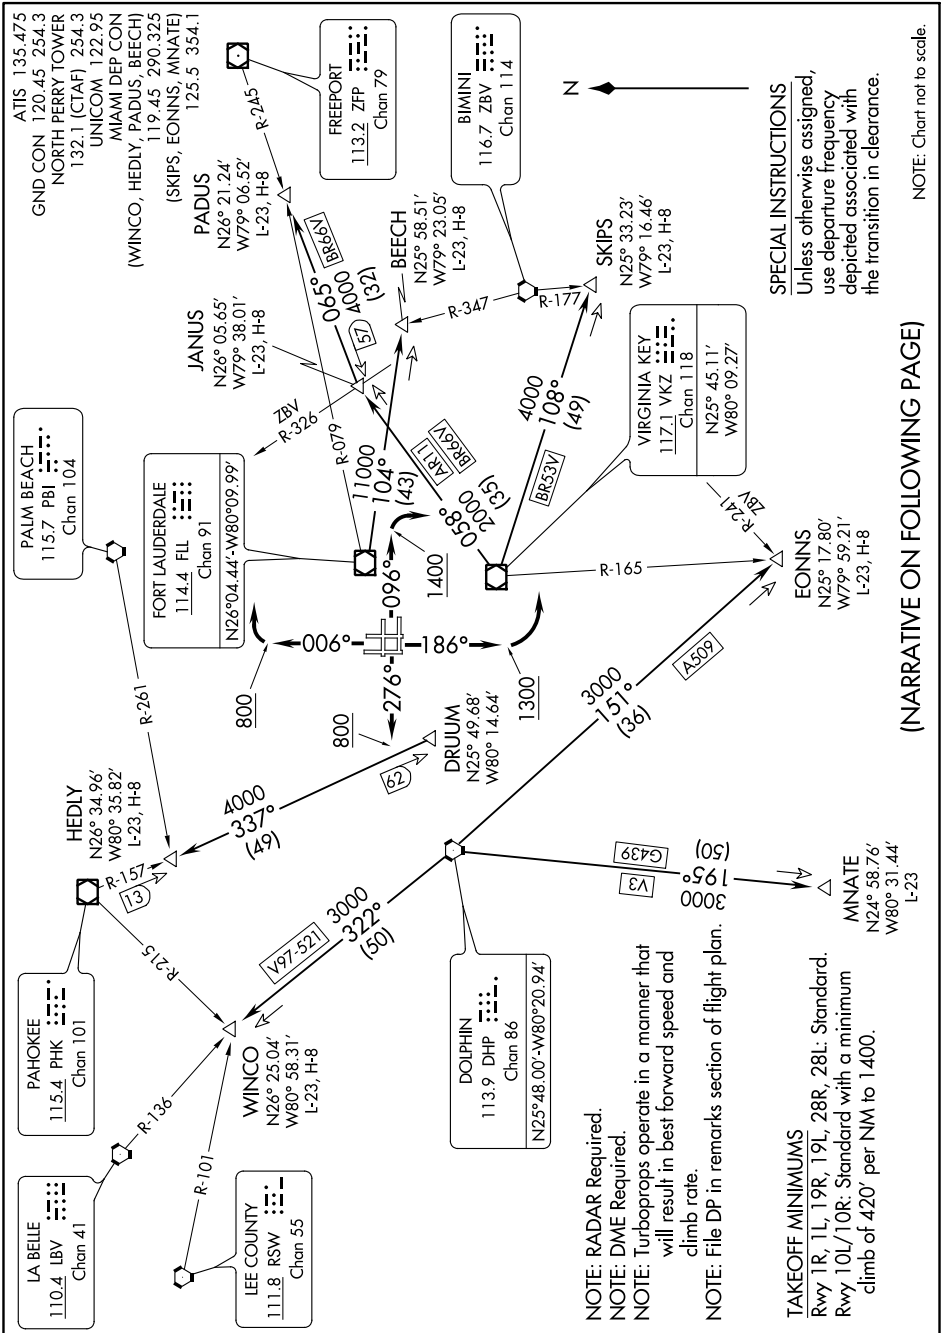 ATIS 135.475
GND CON 120.45 254.3
NORTH PERRY TOWER
132.1 (CTAF) 254.3
UNICOM 122.95
MIAMI DEP CON
(WINCO, HEDLY, PADUS, BEECH)
119.45 290.325
(SKIPS, EONNS, MNATE)
125.5 354.1
LA BELLE
110.4 LBV
Chan 41
R-136
LEE COUNTY
111.8 RSW
Chan 55
R-101
PAHOKEE
115.4 PHK
Chan 101
R-215
R-157
13
WINCO
N26° 25.04'
W80° 58.31'
L-23, H-8
HEDLY
N26° 34.96'
W80° 35.82'
L-23, H-8
PALM BEACH
115.7 PBI
Chan 104
R-261
FORT LAUDERDALE
114.4 FLL
Chan 91
N26°04.44'-W80°09.99'
R-079
JANUS
N26° 05.65'
W79° 38.01'
L-23, H-8
ZBV
R-326
PADUS
N26° 21.24'
W79° 06.52'
L-23, H-8
R-245
FREEPORT
113.2 ZFP
Chan 79
BR66V
065°
4000
(32)
57
BEECH
N25° 58.51'
W79° 23.05'
L-23, H-8
11000
104°
(43)
BIMINI
116.7 ZBV
Chan 114
R-347
R-177
SKIPS
N25° 33.23'
W79° 16.46'
L-23, H-8
N
AR11
BR66V
058°
2000
(35)
4000
108°
(49)
BR53V
VIRGINIA KEY
117.1 VKZ
Chan 118
N25° 45.11'
W80° 09.27'
R-165
R-241
ZBV
EONNS
N25° 17.80'
W79° 59.21'
L-23, H-8
800
006°
096°
1400
186°
1300
276°
800
DRUUM
N25° 49.68'
W80° 14.64'
62
4000
337°
(49)
V97-521
3000
322°
(50)
DOLPHIN
113.9 DHP
Chan 86
N25°48.00'-W80°20.94'
3000
151°
(36)
A509
G439
V3
(50)
195°
3000
MNATE
N24° 58.76'
W80° 31.44'
L-23
NOTE: RADAR Required.
NOTE: DME Required.
NOTE: Turboprops operate in a manner that
will result in best forward speed and
climb rate.
NOTE: File DP in remarks section of flight plan.
TAKEOFF MINIMUMS
Rwy 1R, 1L, 19R, 19L, 28R, 28L: Standard.
Rwy 10L/10R: Standard with a minimum
climb of 420' per NM to 1400.
SPECIAL INSTRUCTIONS
Unless otherwise assigned,
use departure frequency
depicted associated with
the transition in clearance.
(NARRATIVE ON FOLLOWING PAGE)
NOTE: Chart not to scale.